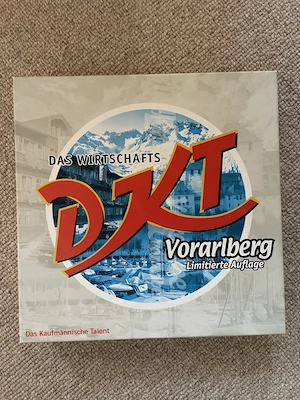 DAS WIRTSCHAFTS
DKT
Vorarlberg
Limitierte Auflage
Das Kaufmännische Talent